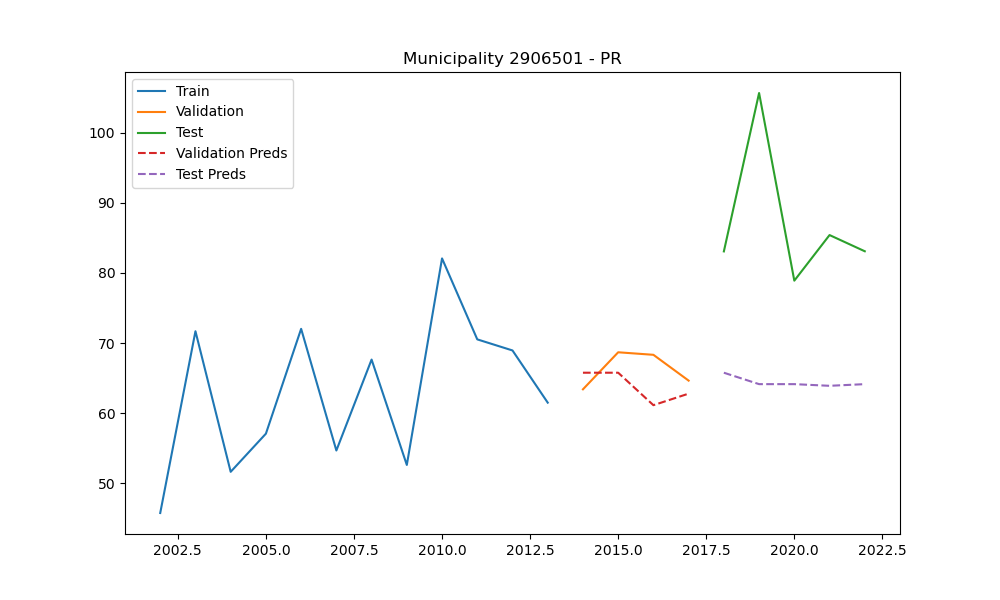 Municipality 2906501 - PR
Train
Validation
Test
Validation Preds
Test Preds
100
90
80
70
60
50
2002.5 2005.0 2007.5 2010.0 2012.5 2015.0 2017.5 2020.0 2022.5